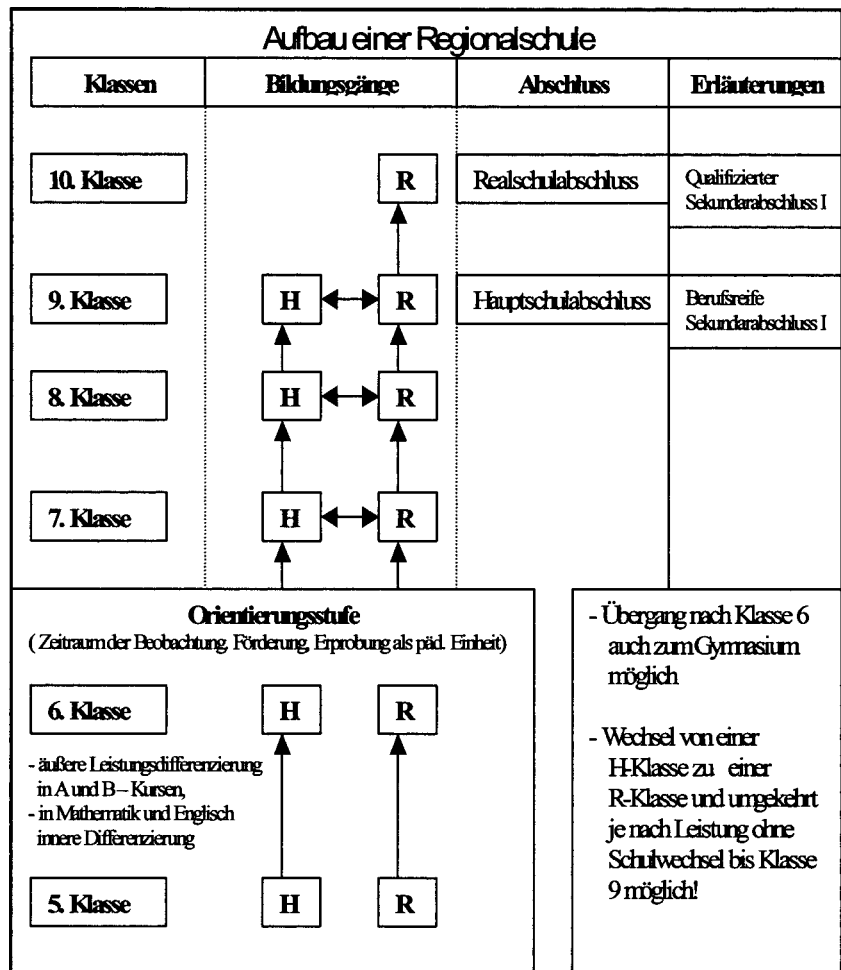 Aufbau einer Regionalschule
Klassen Bildungsgänge Abschluss Erläuterungen
10. Klasse R Realschulabschluss Qualifizierter
Sekundarabschluss I
9. Klasse H R Hauptschulabschluss Berufsreife
Sekundarabschluss I
8. Klasse H R
7. Klasse H R
Orientierungsstufe
( Zeitraum der Beobachtung, Förderung, Erprobung als päd. Einheit)
6. Klasse H R
- äußere Leistungsdifferenzierung
in A und B – Kursen,
- in Mathematik und Englisch
innere Differenzierung
5. Klasse H R
- Übergang nach Klasse 6
auch zum Gymnasium
möglich
- Wechsel von einer
H-Klasse zu einer
R-Klasse und umgekehrt
je nach Leistung ohne
Schulwechsel bis Klasse
9 möglich!